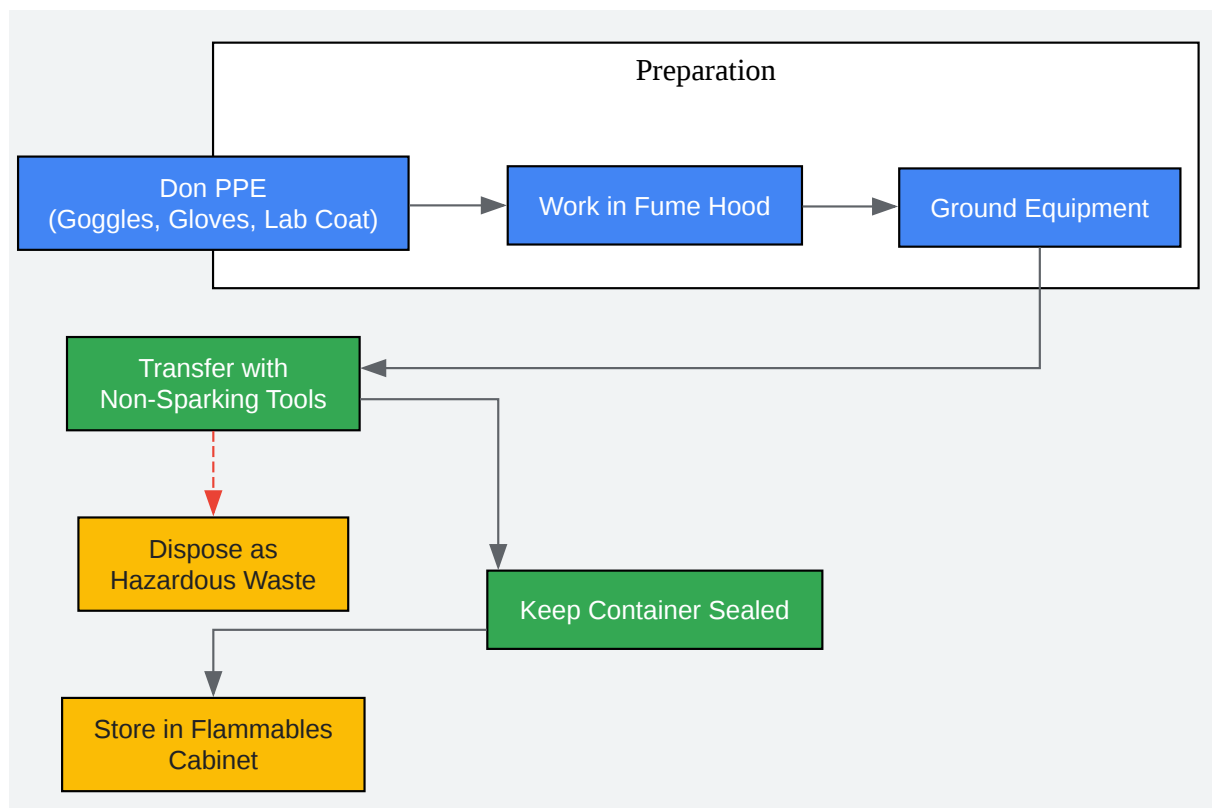 Preparation
Don PPE
(Goggles, Gloves, Lab Coat)
Work in Fume Hood
Ground Equipment
Transfer with
Non-Sparking Tools
Dispose as
Hazardous Waste
Keep Container Sealed
Store in Flammables
Cabinet